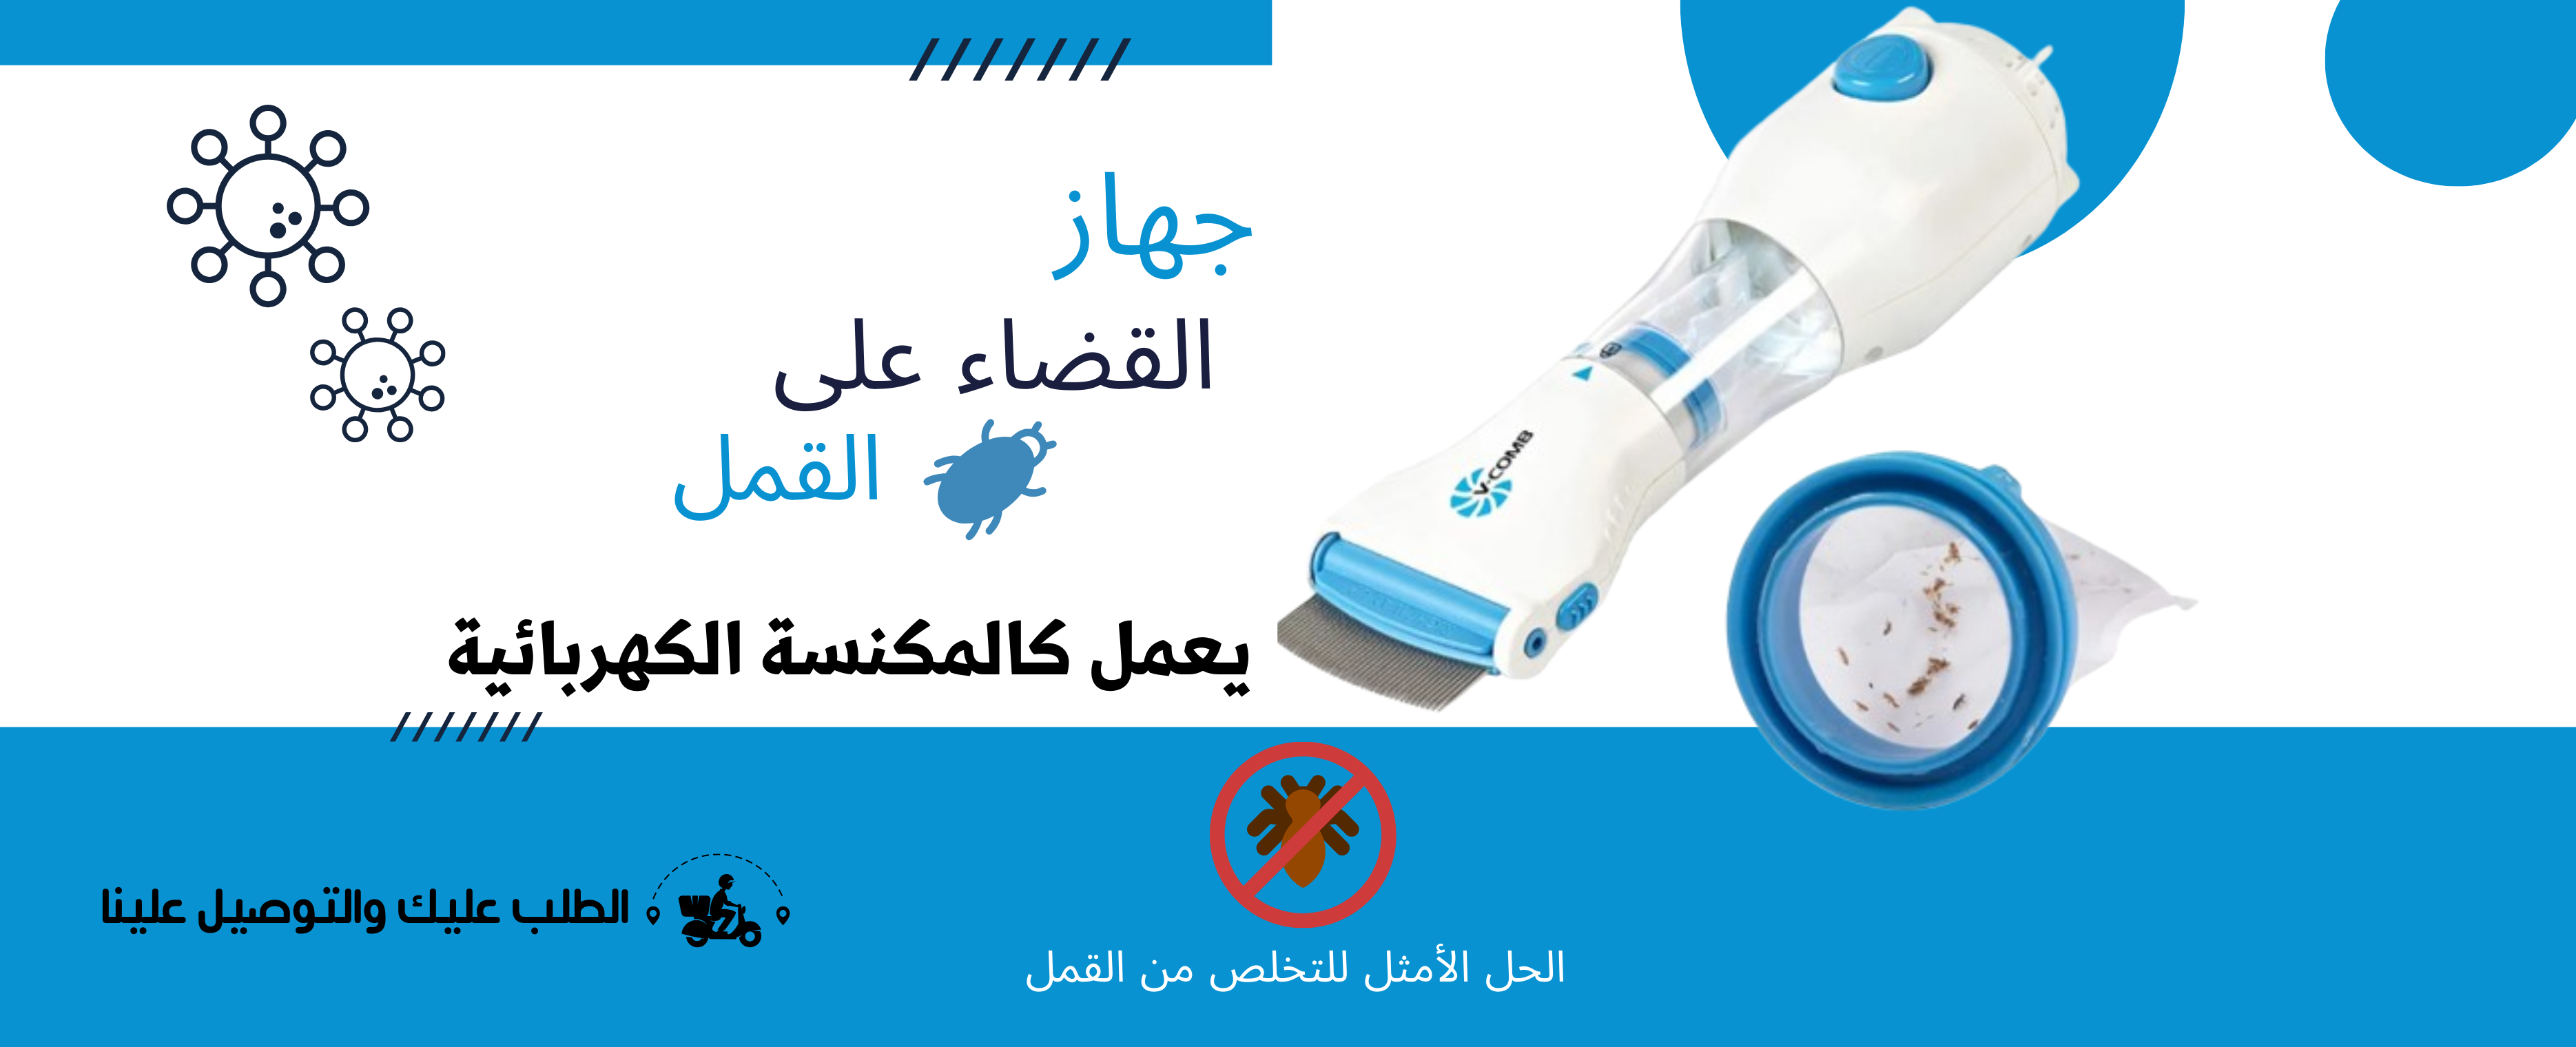 جهاز
القضاء على
القمل
يعمل كالمكنسة الكهربائية
V-COMB
الحل الأمثل للتخلص من القمل
الطلب عليك والتوصيل علينا